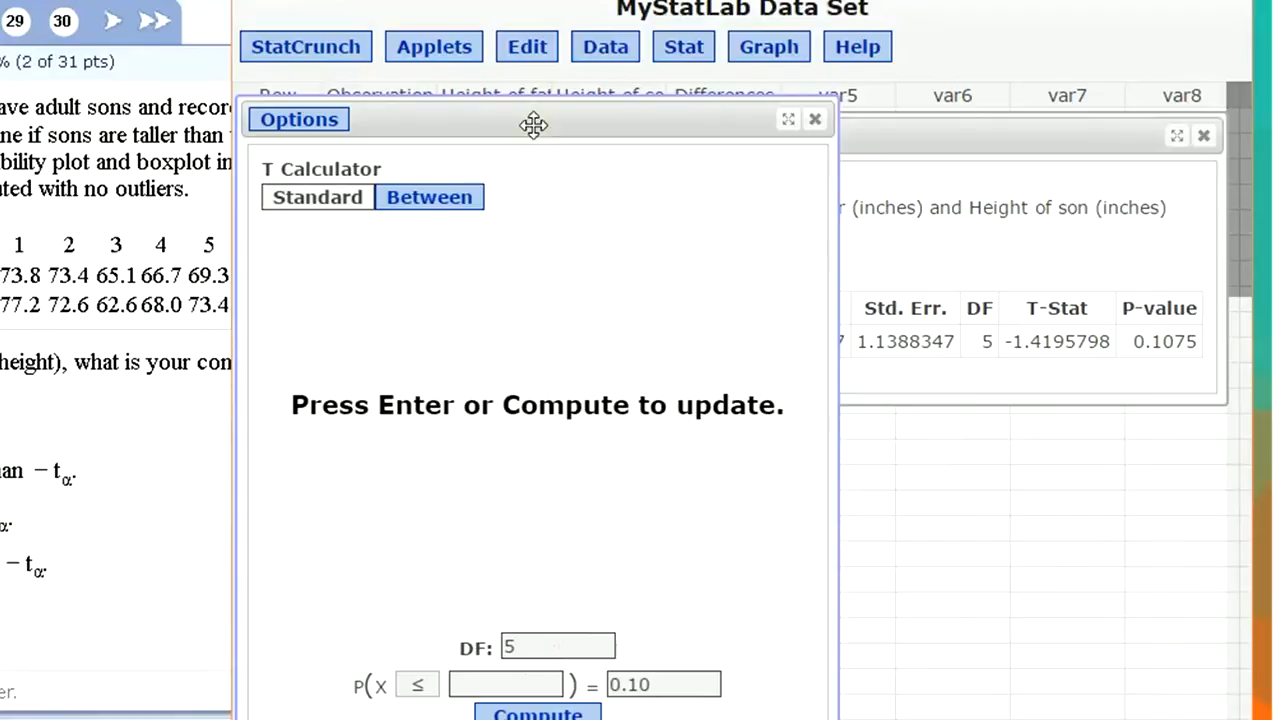 29 30
% (2 of 31 pts)
ave adult sons and recor
ne if sons are taller than
bility plot and boxplot in
ted with no outliers.
1 2 3 4 5
73.8 73.4 65.1 66.7 69.3
77.2 72.6 62.6 68.0 73.4
height), what is your con
an − tα.
α.
− tα.
er.
MyStatLab Data Set
StatCrunch Applets Edit Data Stat Graph Help
var5 var6 var7 var8
Options
T Calculator
Standard Between
Press Enter or Compute to update.
DF: 5
P(X ≤ ) = 0.10
Compute
r (inches) and Height of son (inches)
Std. Err. DF T-Stat P-value
7 1.1388347 5 -1.4195798 0.1075